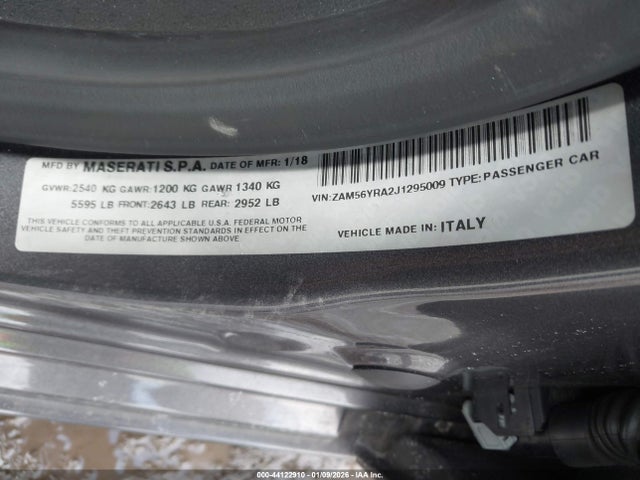 MFD BY MASERATI S.P.A. DATE OF MFR: 1/18
GVWR: 2540 KG GAWR: 1200 KG GAWR 1340 KG
5595 LB FRONT: 2643 LB REAR: 2952 LB
THIS VEHICLE CONFORMS TO ALL APPLICABLE U.S.A. FEDERAL MOTOR
VEHICLE SAFETY AND THEFT PREVENTION STANDARDS IN EFFECT ON THE
DATE OF MANUFACTURE SHOWN ABOVE.
VIN: ZAM56YRA2J1295009 TYPE: PASSENGER CAR
VEHICLE MADE IN: ITALY
000-44122910 - 01/09/2026 - IAAI.COM